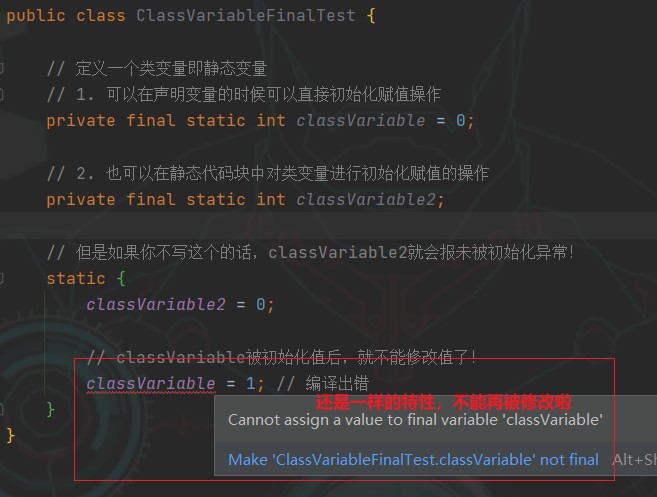 public class ClassVariableFinalTest {
// 定义一个类变量即静态变量
// 1. 可以在声明变量的时候可以直接初始化赋值操作
private final static int classVariable = 0;
// 2. 也可以在静态代码块中对类变量进行初始化赋值的操作
private final static int classVariable2;
// 但是如果你不写这个的话，classVariable2就会报未被初始化异常！
static {
classVariable2 = 0;
// classVariable被初始化值后，就不能修改值了！
classVariable = 1; // 编译出错
还是一样的特性，不能再被修改啦
}
Cannot assign a value to final variable 'classVariable'
}
Make 'ClassVariableFinalTest.classVariable' not final Alt+Sh